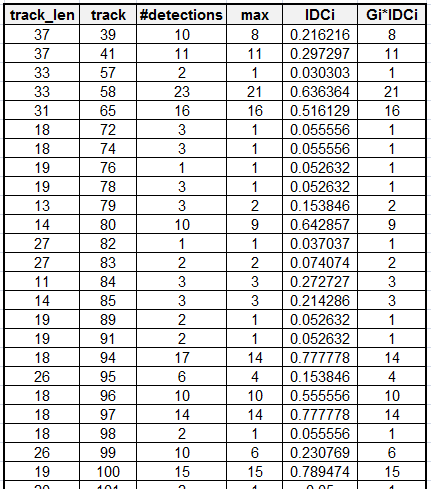 track_len track #detections max IDCi Gi*IDCi
37 39 10 8 0.216216 8
37 41 11 11 0.297297 11
33 57 2 1 0.030303 1
33 58 23 21 0.636364 21
31 65 16 16 0.516129 16
18 72 3 1 0.055556 1
18 74 3 1 0.055556 1
19 76 1 1 0.052632 1
19 78 3 1 0.052632 1
13 79 3 2 0.153846 2
14 80 10 9 0.642857 9
27 82 1 1 0.037037 1
27 83 2 2 0.074074 2
11 84 3 3 0.272727 3
14 85 3 3 0.214286 3
19 89 2 1 0.052632 1
19 91 2 1 0.052632 1
18 94 17 14 0.777778 14
26 95 6 4 0.153846 4
18 96 10 10 0.555556 10
18 97 14 14 0.777778 14
18 98 2 1 0.055556 1
26 99 10 6 0.230769 6
19 100 15 15 0.789474 15